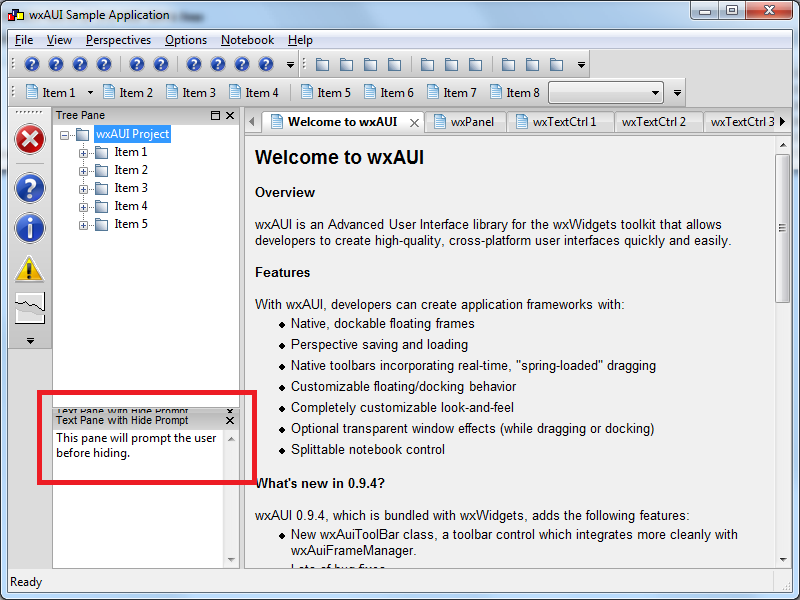 wxAUI Sample Application
File View Perspectives Options Notebook Help
Item 1 Item 2 Item 3 Item 4 Item 5 Item 6 Item 7 Item 8
Tree Pane
wxAUI Project
Item 1
Item 2
Item 3
Item 4
Item 5
Text Pane with Hide Prompt
Text Pane with Hide Prompt
This pane will prompt the user
before hiding.
Welcome to wxAUI wxPanel wxTextCtrl 1 wxTextCtrl 2 wxTextCtrl 3
Welcome to wxAUI
Overview
wxAUI is an Advanced User Interface library for the wxWidgets toolkit that allows
developers to create high-quality, cross-platform user interfaces quickly and easily.
Features
With wxAUI, developers can create application frameworks with:
Native, dockable floating frames
Perspective saving and loading
Native toolbars incorporating real-time, "spring-loaded" dragging
Customizable floating/docking behavior
Completely customizable look-and-feel
Optional transparent window effects (while dragging or docking)
Splittable notebook control
What's new in 0.9.4?
wxAUI 0.9.4, which is bundled with wxWidgets, adds the following features:
New wxAuiToolBar class, a toolbar control which integrates more cleanly with
wxAuiFrameManager.
Lots of bug fixes
Ready